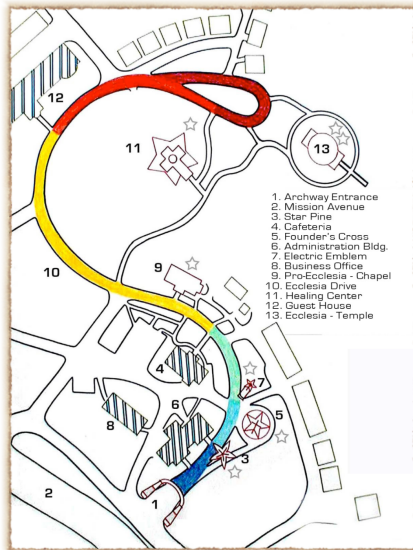 12
11
13
1. Archway Entrance
2. Mission Avenue
3. Star Pine
4. Cafeteria
5. Founder's Cross
6. Administration Bldg.
7. Electric Emblem
8. Business Office
9. Pro-Ecclesia - Chapel
10. Ecclesia Drive
11. Healing Center
12. Guest House
13. Ecclesia - Temple
9
10
4
7
6
8
5
3
2
1